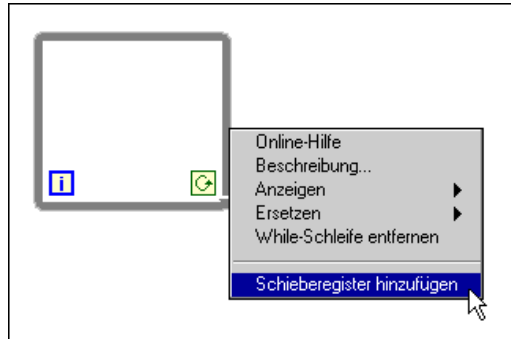 i
Online-Hilfe
Beschreibung...
Anzeigen
Ersetzen
While-Schleife entfernen
Schieberegister hinzufügen